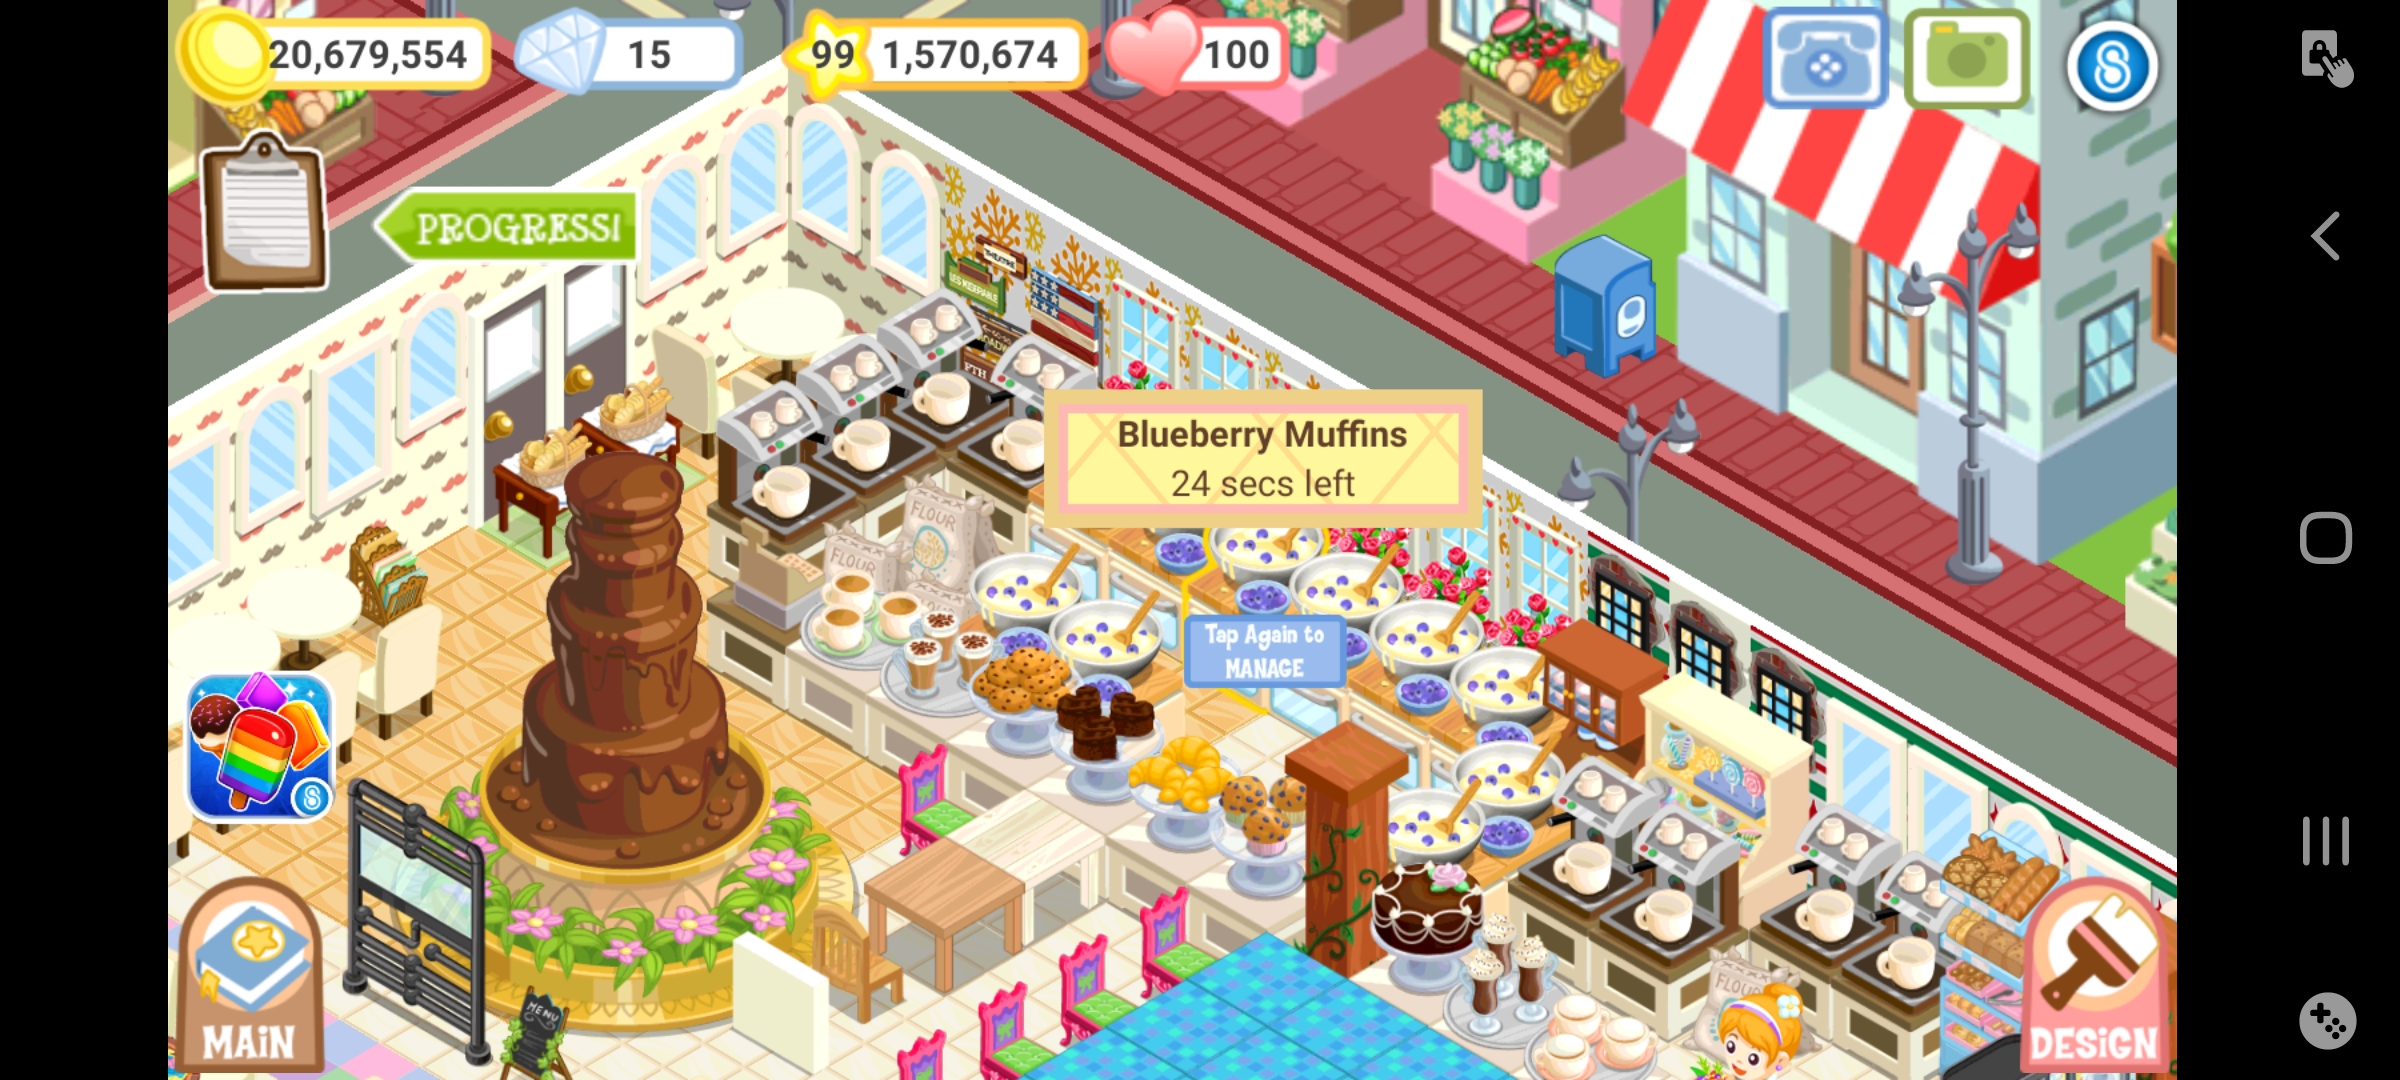 20,679,554
15
99
1,570,674
100
PROGRESS!
THEATRE
Blueberry Muffins
24 secs left
FLOUR
FLOUR
Tap Again to
MANAGE
MENU
FLOUR
MAIN
DESIGN